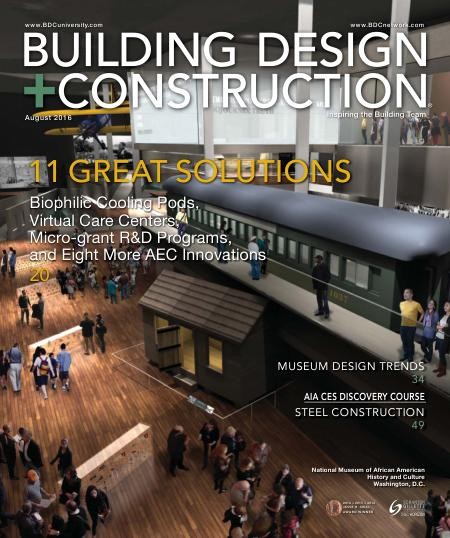 www.BDCuniversity.com www.BDCnetwork.com
BUILDING DESIGN
+CONSTRUCTION®
August 2016 Inspiring the Building Team
11 GREAT SOLUTIONS
Biophilic Cooling Pods,
Virtual Care Centers,
Micro-grant R&D Programs,
and Eight More AEC Innovations
20
MUSEUM DESIGN TRENDS
34
AIA CES DISCOVERY COURSE
STEEL CONSTRUCTION
49
National Museum of African American
History and Culture
Washington, D.C.